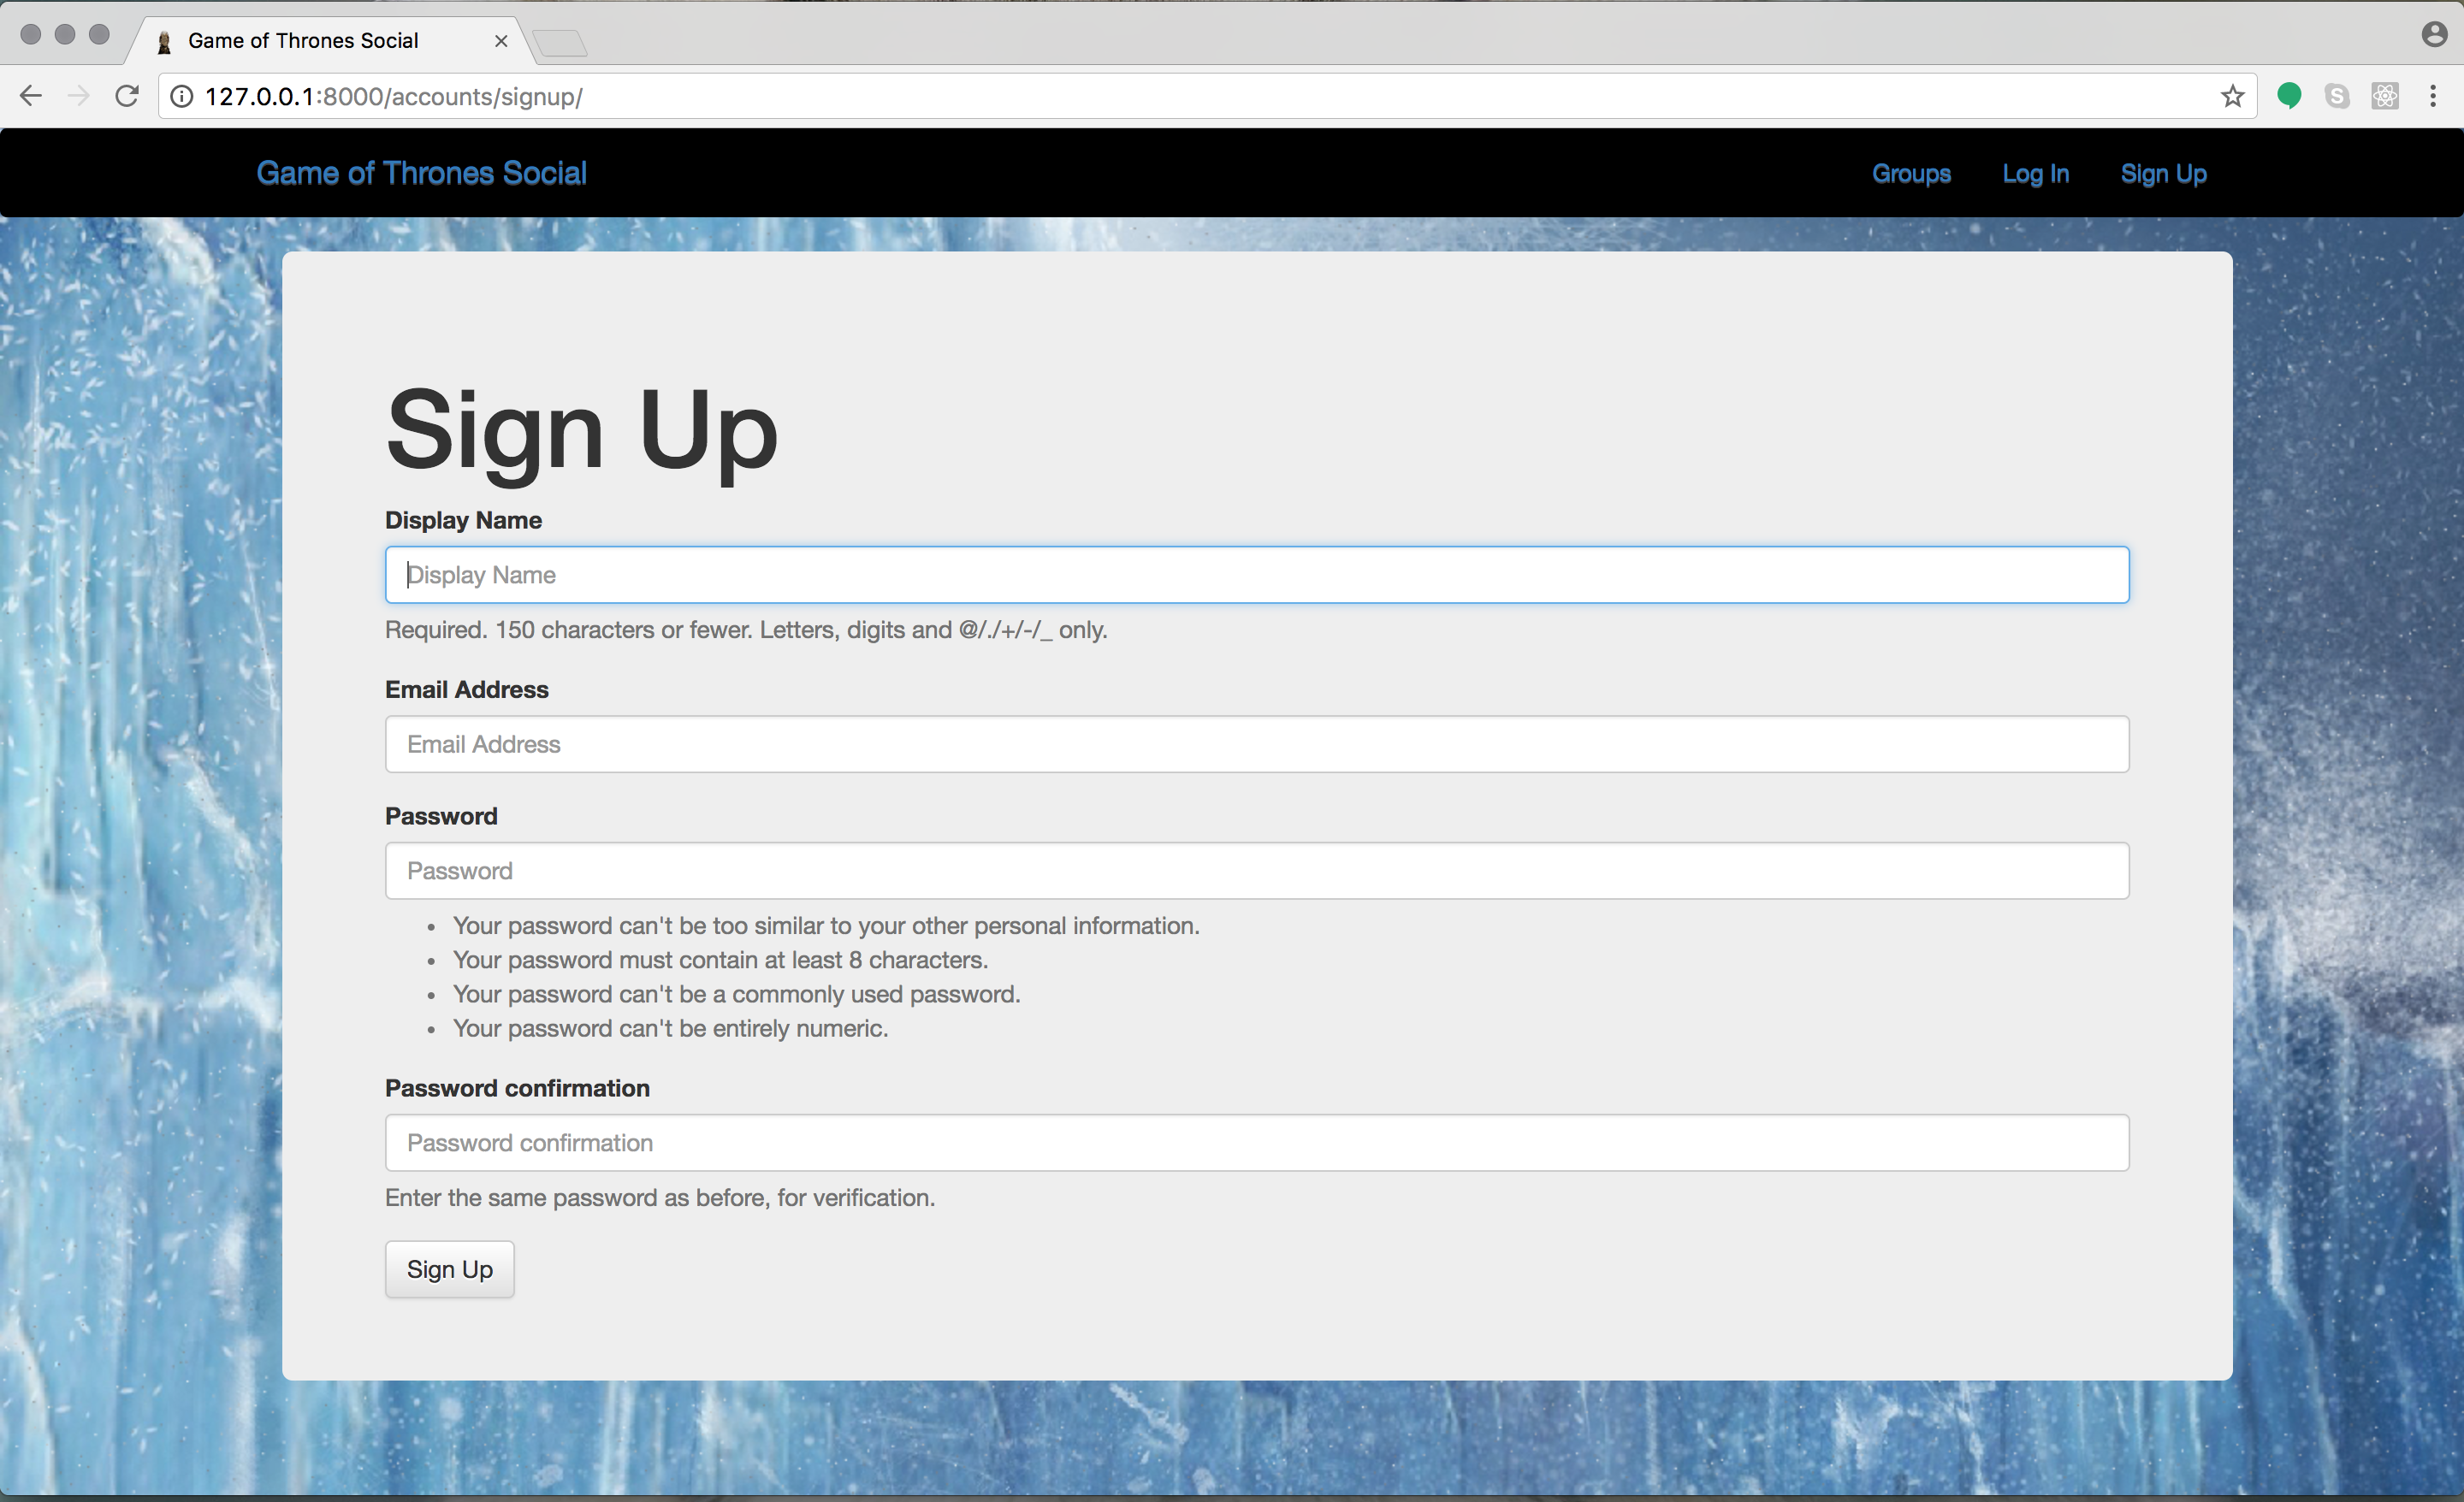 Game of Thrones Social
127.0.0.1:8000/accounts/signup/
Game of Thrones Social
Groups
Log In
Sign Up
Sign Up
Display Name
Display Name
Required. 150 characters or fewer. Letters, digits and @/./+/-/_ only.
Email Address
Email Address
Password
Password
Your password can't be too similar to your other personal information.
Your password must contain at least 8 characters.
Your password can't be a commonly used password.
Your password can't be entirely numeric.
Password confirmation
Password confirmation
Enter the same password as before, for verification.
Sign Up